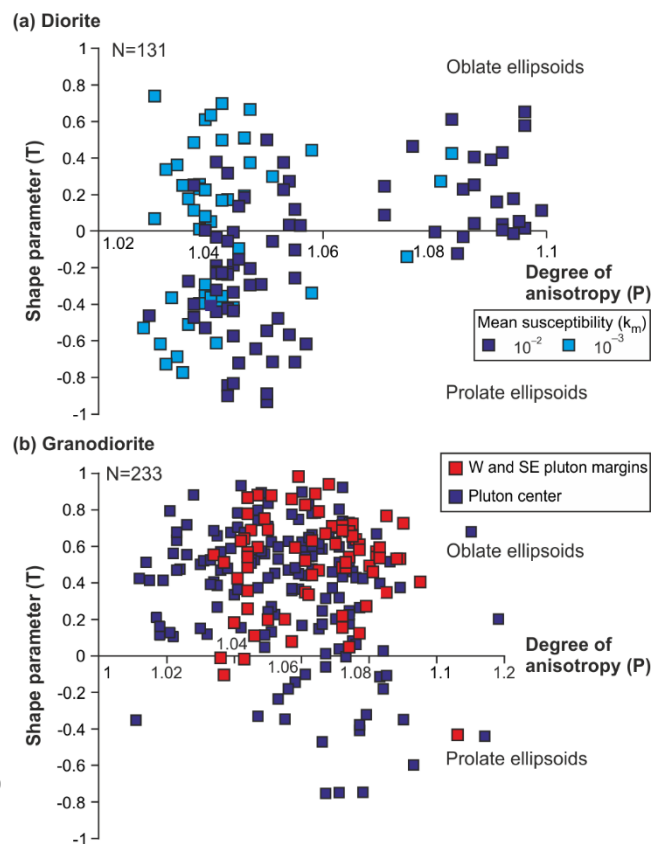 (a) Diorite
N=131
Oblate ellipsoids
1
0.8
0.6
0.4
0.2
0
-0.2
-0.4
-0.6
-0.8
-1
Shape parameter (T)
1.02
1.04
1.06
1.08
1.1
Degree of
anisotropy (P)
Mean susceptibility (km)
10⁻² 10⁻³
Prolate ellipsoids
(b) Granodiorite
N=233
W and SE pluton margins
Pluton center
Oblate ellipsoids
1
0.8
0.6
0.4
0.2
0
-0.2
-0.4
-0.6
-0.8
-1
Shape parameter (T)
1
1.02
1.04
1.06
1.08
1.1
1.2
Degree of
anisotropy (P)
Prolate ellipsoids